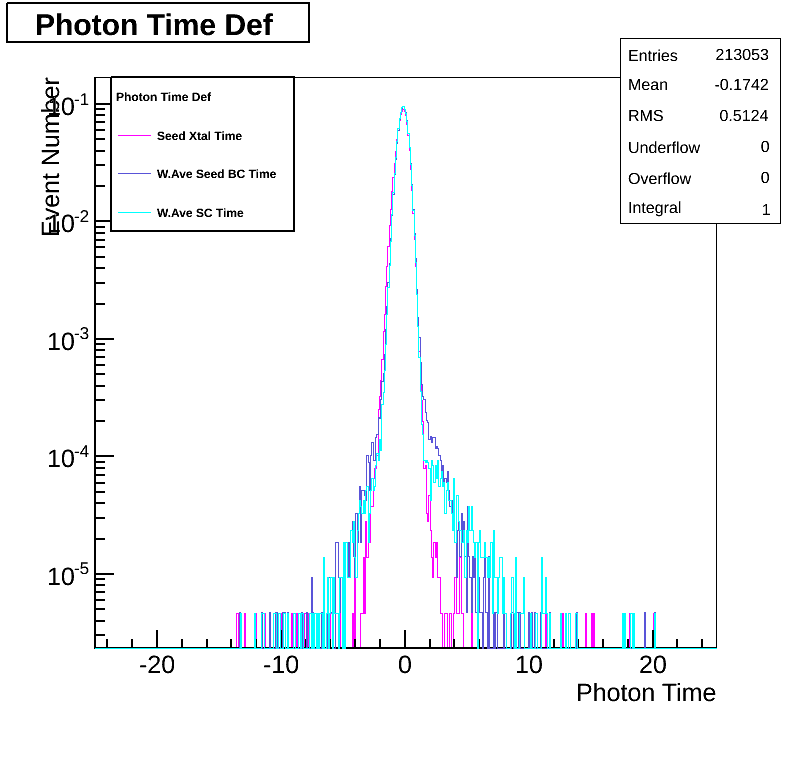 Photon Time Def
Entries 213053
Mean -0.1742
RMS 0.5124
Underflow 0
Overflow 0
Integral 1
Photon Time Def
Seed Xtal Time
W.Ave Seed BC Time
W.Ave SC Time
Event Number
10-1
10-2
10-3
10-4
10-5
-20 -10 0 10 20
Photon Time